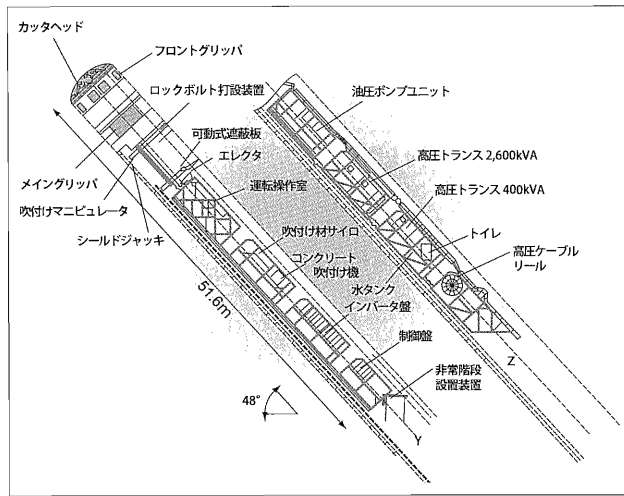 カッタヘッド
フロントグリッパ
ロックボルト打設装置
可動式遮蔽板
エレクタ
運転操作室
メイングリッパ
吹付けマニピュレータ
シールドジャッキ
吹付け材サイロ
コンクリート
吹付け機
水タンク
インバータ盤
制御盤
非常階段
設置装置
51.6m
48°
Y
油圧ポンプユニット
高圧トランス 2,600kVA
高圧トランス 400kVA
トイレ
高圧ケーブル
リール
Z